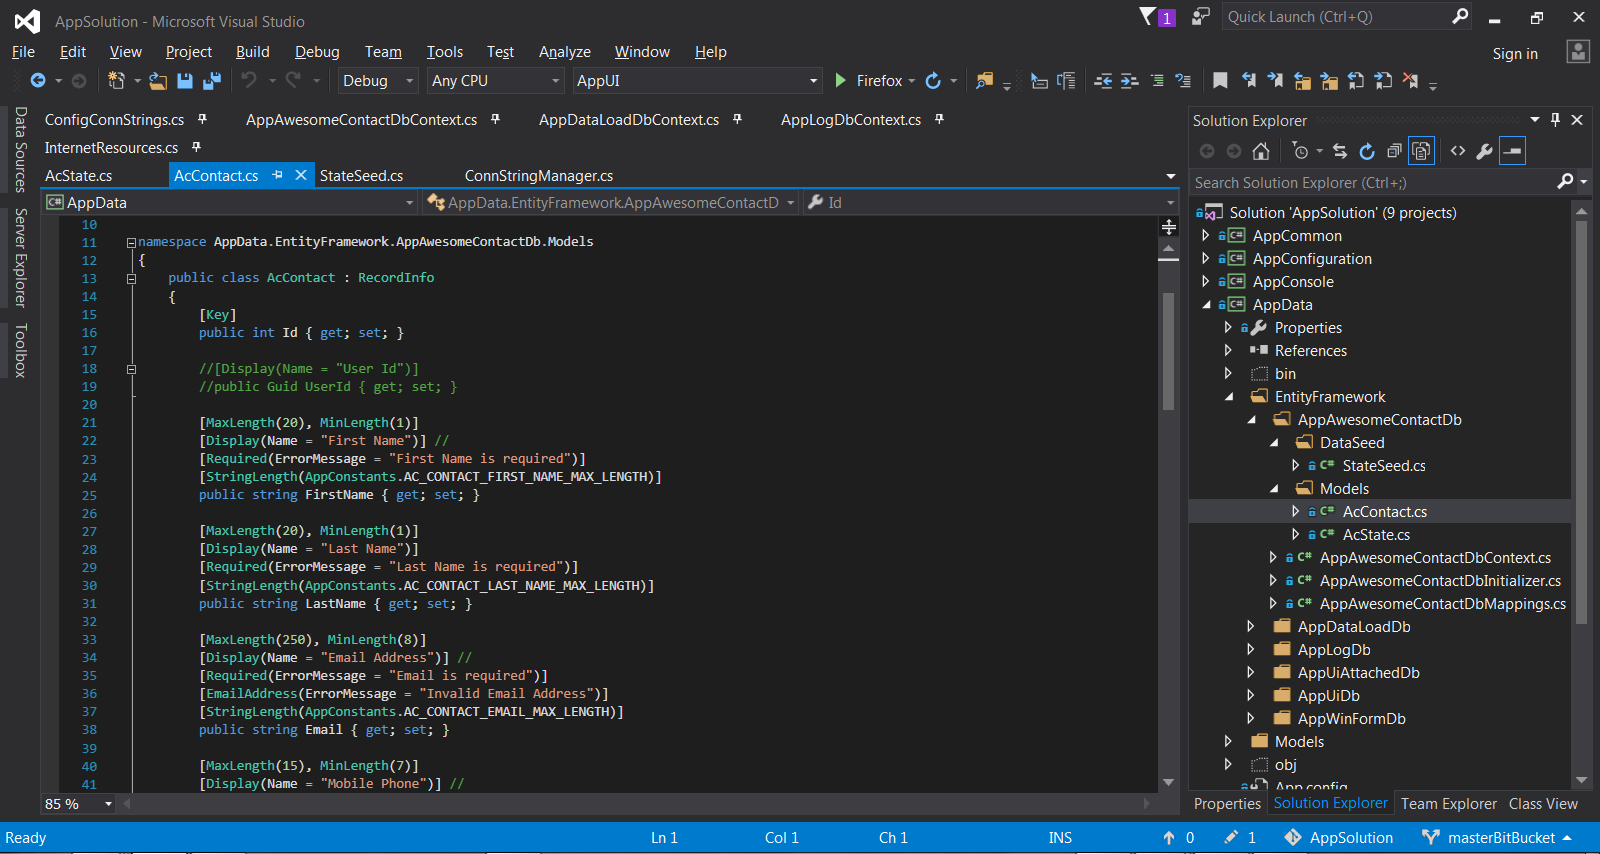 AppSolution - Microsoft Visual Studio
1
Quick Launch (Ctrl+Q)
File Edit View Project Build Debug Team Tools Test Analyze Window Help
Sign in
Debug Any CPU AppUI Firefox
Data Sources
Server Explorer
Toolbox
ConfigConnStrings.cs AppAwesomeContactDbContext.cs AppDataLoadDbContext.cs AppLogDbContext.cs
InternetResources.cs
AcState.cs AcContact.cs StateSeed.cs ConnStringManager.cs
C# AppData AppData.EntityFramework.AppAwesomeContactD Id
10
11 namespace AppData.EntityFramework.AppAwesomeContactDb.Models
12 {
13 public class AcContact : RecordInfo
14 {
15 [Key]
16 public int Id { get; set; }
17
18 //[Display(Name = "User Id")]
19 //public Guid UserId { get; set; }
20
21 [MaxLength(20), MinLength(1)]
22 [Display(Name = "First Name")] //
23 [Required(ErrorMessage = "First Name is required")]
24 [StringLength(AppConstants.AC_CONTACT_FIRST_NAME_MAX_LENGTH)]
25 public string FirstName { get; set; }
26
27 [MaxLength(20), MinLength(1)]
28 [Display(Name = "Last Name")]
29 [Required(ErrorMessage = "Last Name is required")]
30 [StringLength(AppConstants.AC_CONTACT_LAST_NAME_MAX_LENGTH)]
31 public string LastName { get; set; }
32
33 [MaxLength(250), MinLength(8)]
34 [Display(Name = "Email Address")] //
35 [Required(ErrorMessage = "Email is required")]
36 [EmailAddress(ErrorMessage = "Invalid Email Address")]
37 [StringLength(AppConstants.AC_CONTACT_EMAIL_MAX_LENGTH)]
38 public string Email { get; set; }
39
40 [MaxLength(15), MinLength(7)]
41 [Display(Name = "Mobile Phone")] //
85 %
Solution Explorer
Search Solution Explorer (Ctrl+;)
Solution 'AppSolution' (9 projects)
C# AppCommon
C# AppConfiguration
C# AppConsole
C# AppData
Properties
References
bin
EntityFramework
AppAwesomeContactDb
DataSeed
C# StateSeed.cs
Models
C# AcContact.cs
C# AcState.cs
C# AppAwesomeContactDbContext.cs
C# AppAwesomeContactDbInitializer.cs
C# AppAwesomeContactDbMappings.cs
AppDataLoadDb
AppLogDb
AppUiAttachedDb
AppUiDb
AppWinFormDb
Models
obj
App.config
Properties Solution Explorer Team Explorer Class View
Ready Ln 1 Col 1 Ch 1 INS 0 1 AppSolution masterBitBucket